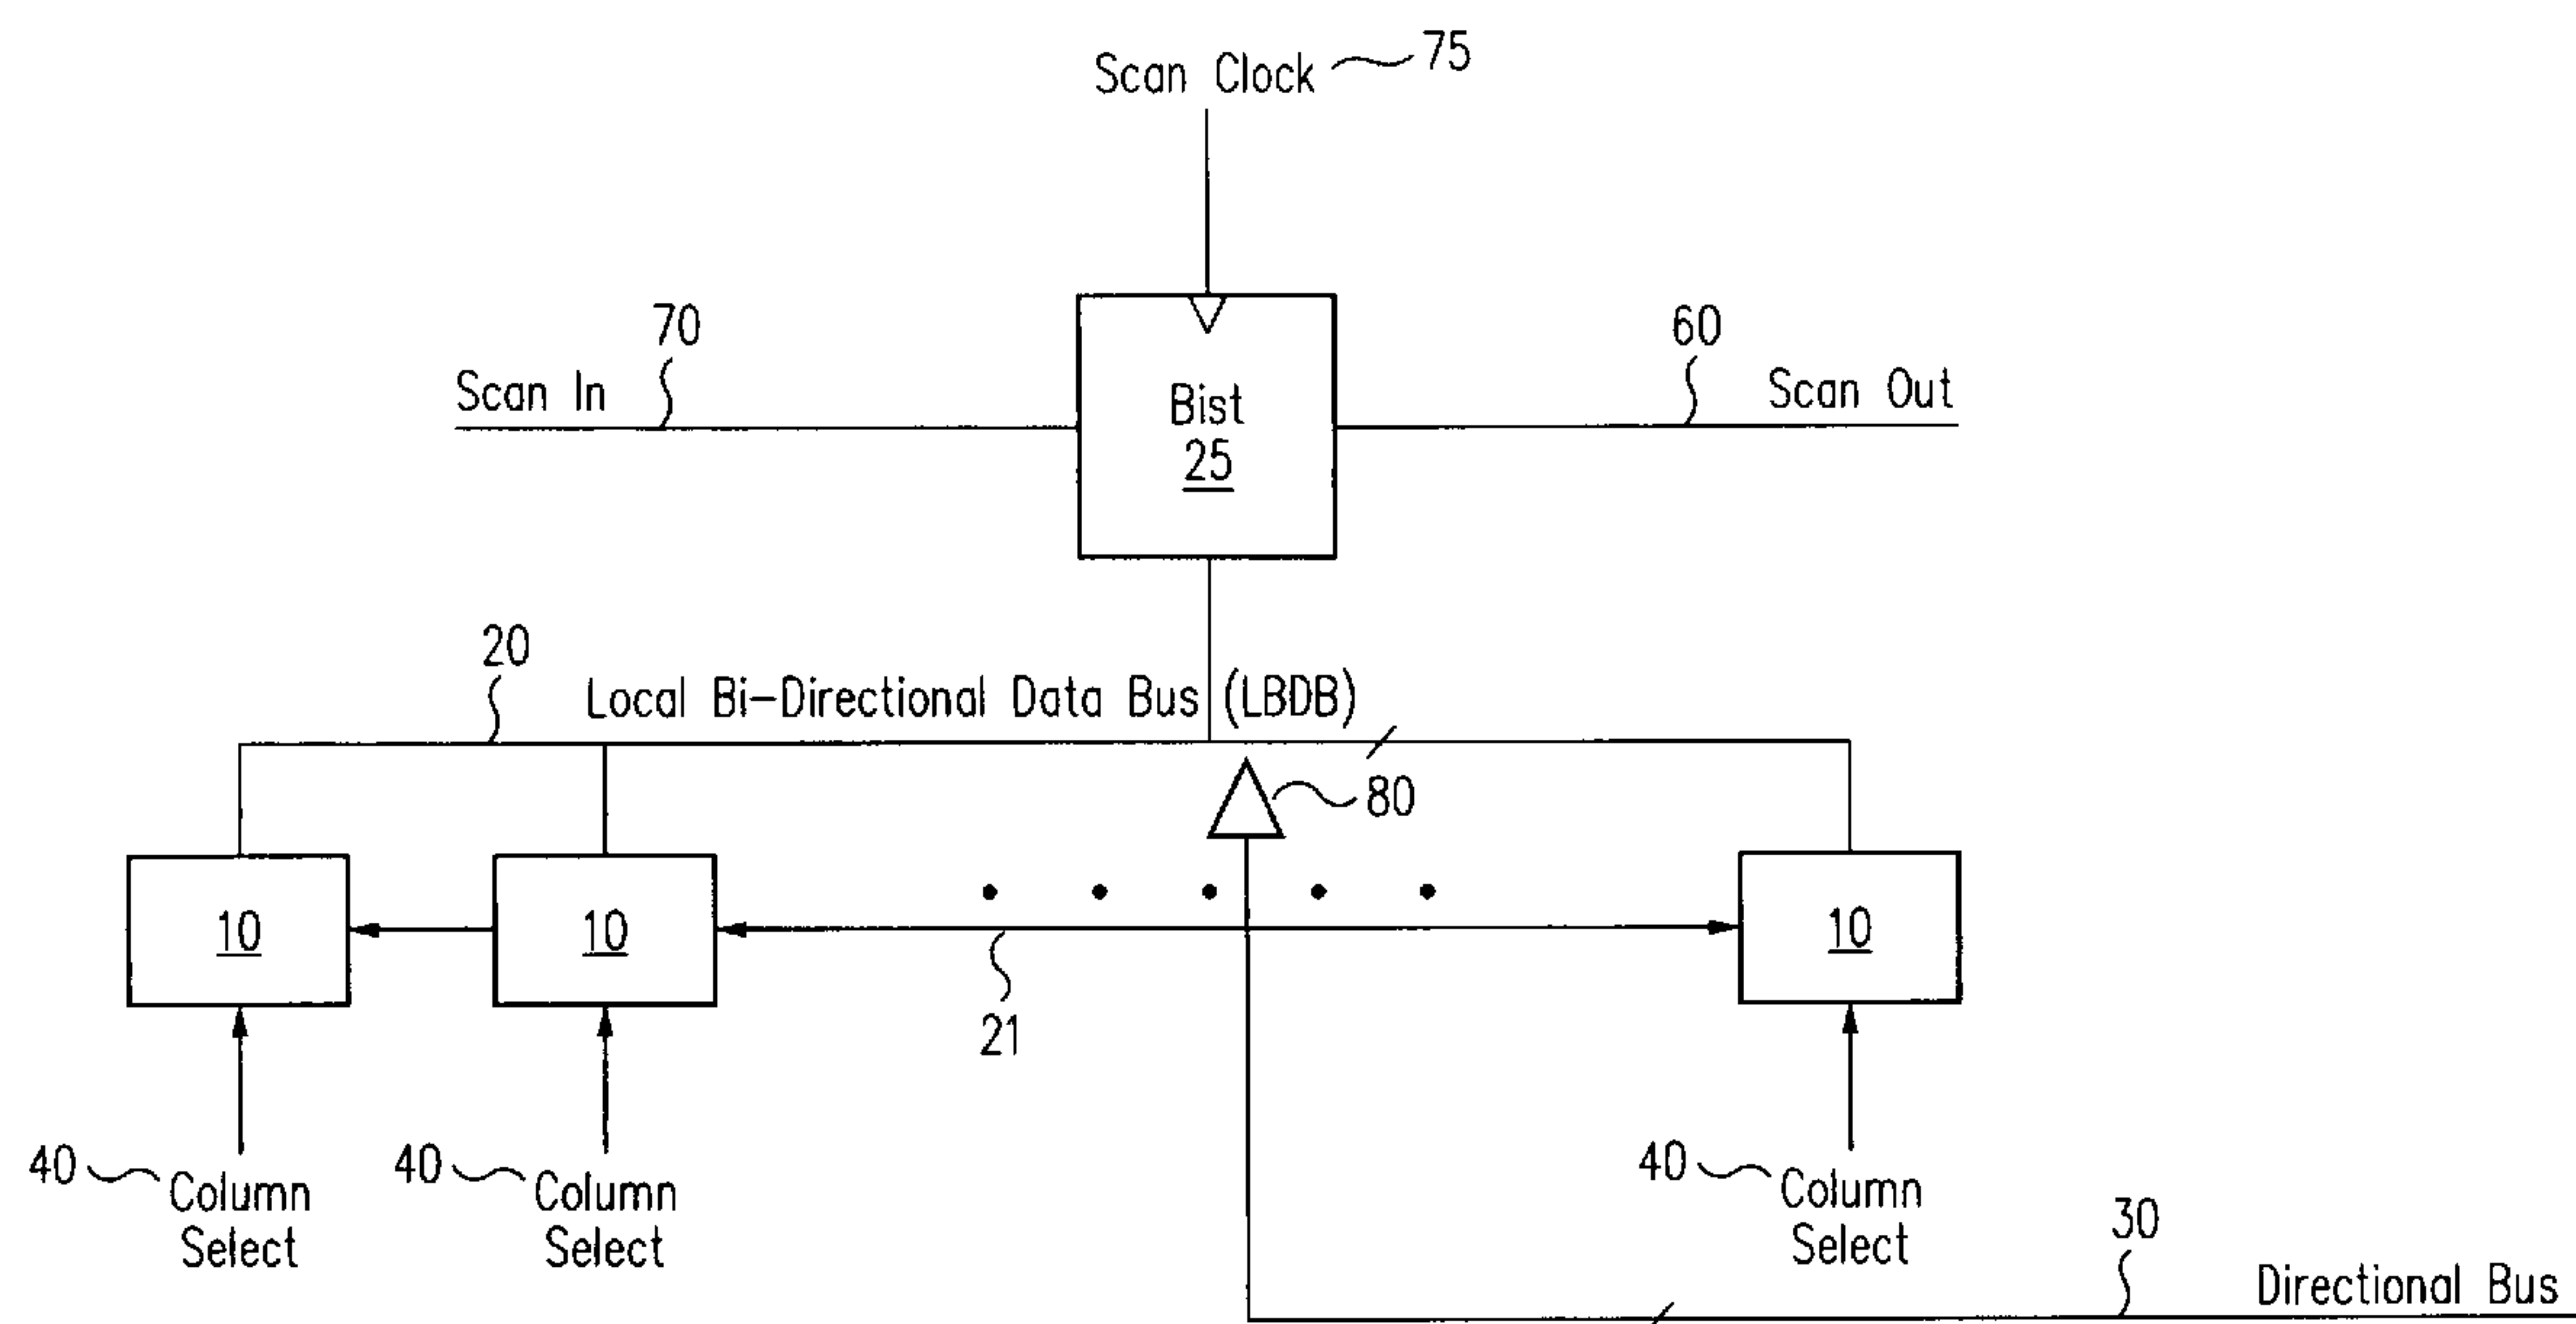 Scan Clock 75
70
60
Scan In
Scan Out
Bist
25
20
Local Bi-Directional Data Bus (LBDB)
80
10
10
10
21
40 Column
Select
40 Column
Select
40 Column
Select
30
Directional Bus